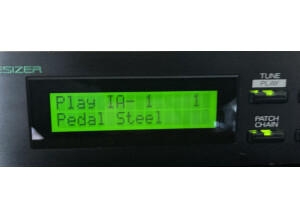 ESIZER
TUNE
PLAY
Play IA- 1 1
Pedal Steel
PATCH
CHAIN